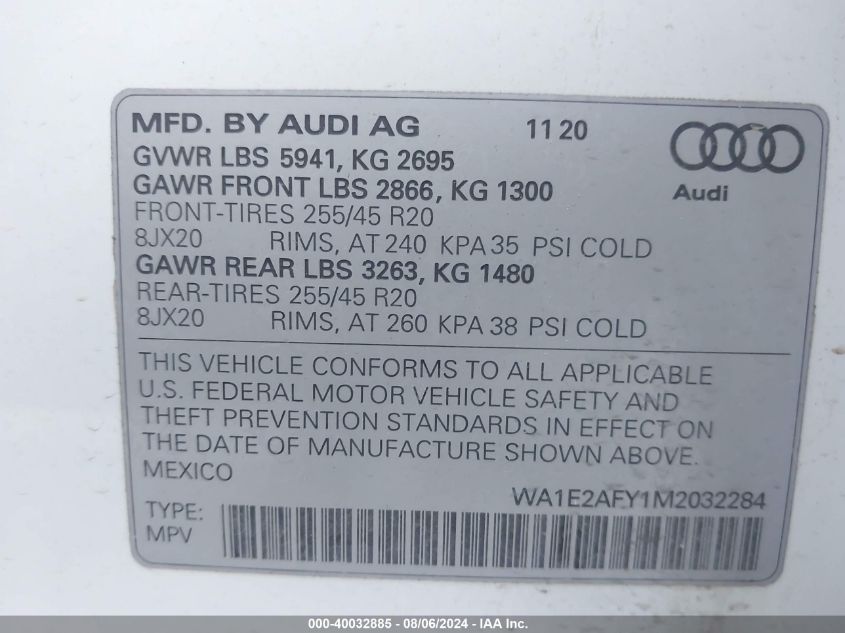 MFD. BY AUDI AG 11 20
GVWR LBS 5941, KG 2695
GAWR FRONT LBS 2866, KG 1300
Audi
FRONT-TIRES 255/45 R20
8JX20 RIMS, AT 240 KPA 35 PSI COLD
GAWR REAR LBS 3263, KG 1480
REAR-TIRES 255/45 R20
8JX20 RIMS, AT 260 KPA 38 PSI COLD
THIS VEHICLE CONFORMS TO ALL APPLICABLE
U.S. FEDERAL MOTOR VEHICLE SAFETY AND
THEFT PREVENTION STANDARDS IN EFFECT ON
THE DATE OF MANUFACTURE SHOWN ABOVE.
MEXICO
WA1E2AFY1M2032284
TYPE:
MPV
000-40032885 - 08/06/2024 - IAA Inc.